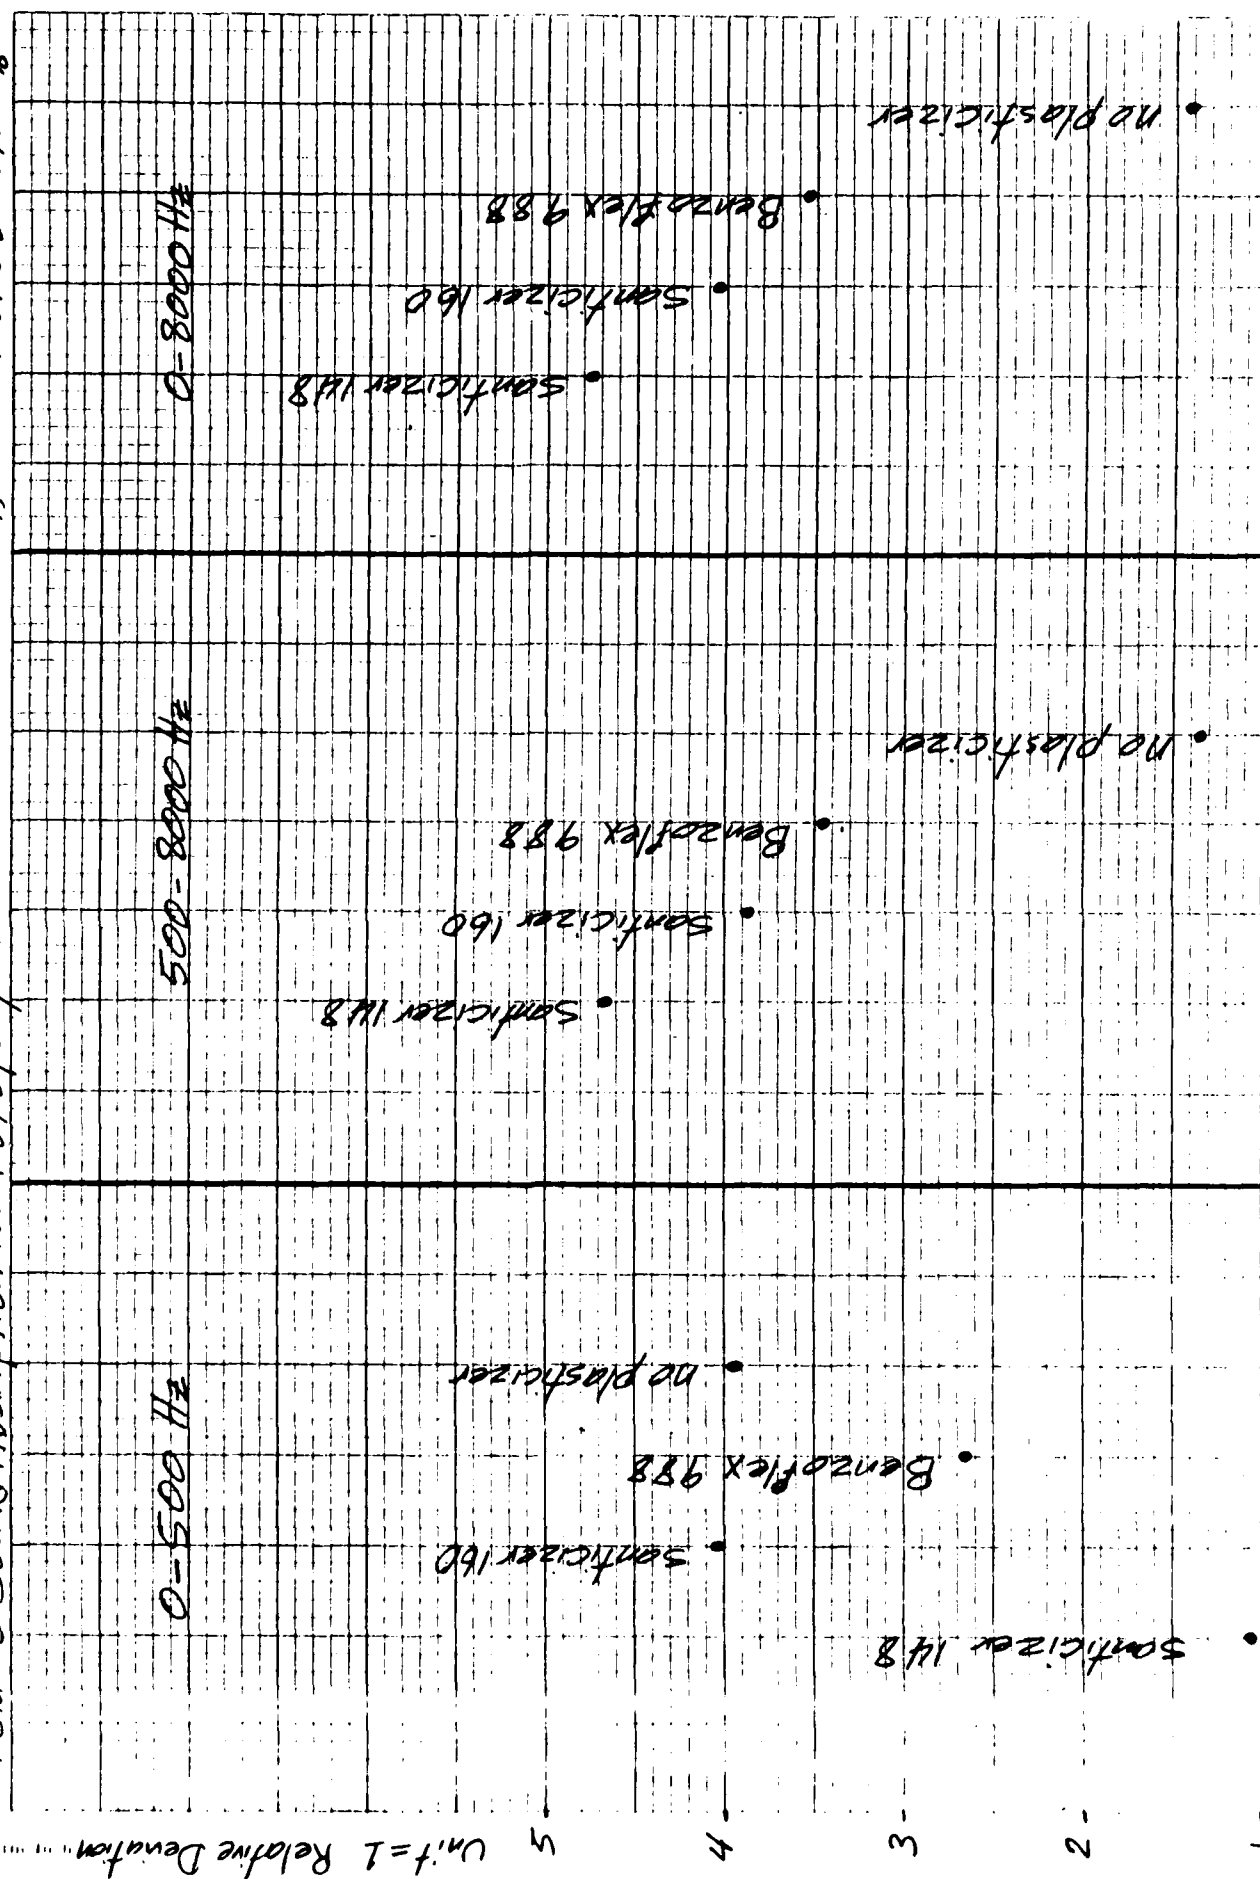 Unit = 1 Relative Deviation
5
4
3
2
1
0-500 Hz
Santicizer 148
Santicizer 160
Benzoflex 988
no plasticizer
500-8000 Hz
Santicizer 148
Santicizer 160
Benzoflex 988
no plasticizer
0-8000 Hz
Santicizer 148
Santicizer 160
Benzoflex 988
no plasticizer